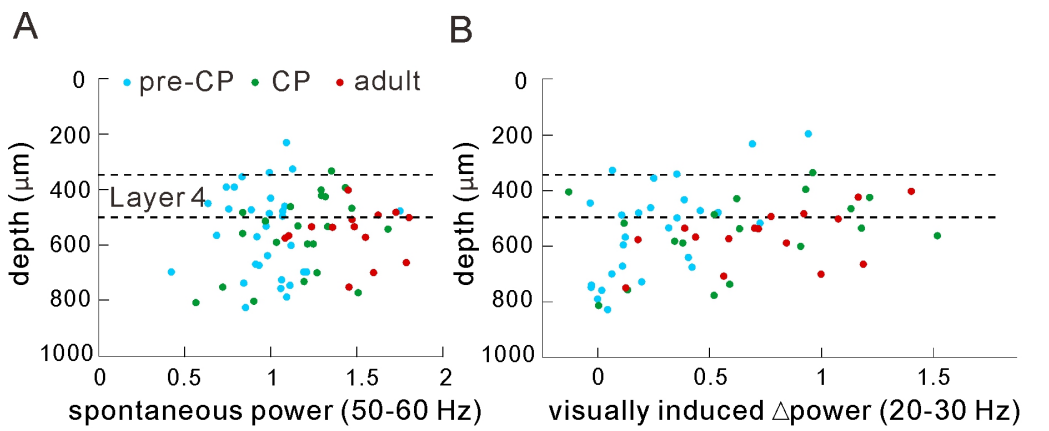 A
B
pre-CP CP adult
0
200
400
600
800
1000
depth (μm)
Layer 4
0 0.5 1 1.5 2
spontaneous power (50-60 Hz)
0
200
400
600
800
1000
depth (μm)
0 0.5 1 1.5
visually induced △power (20-30 Hz)